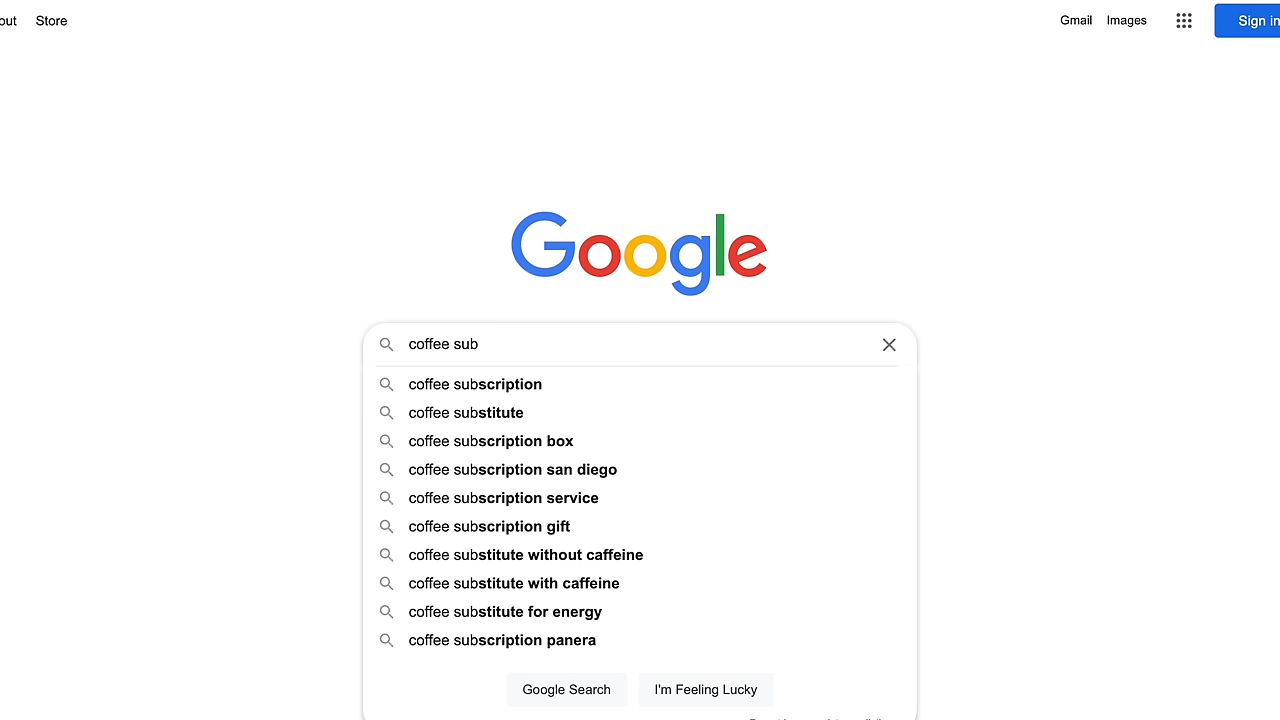 out Store Gmail Images Sign in
Google
coffee sub
coffee subscription
coffee substitute
coffee subscription box
coffee subscription san diego
coffee subscription service
coffee subscription gift
coffee substitute without caffeine
coffee substitute with caffeine
coffee substitute for energy
coffee subscription panera
Google Search I'm Feeling Lucky